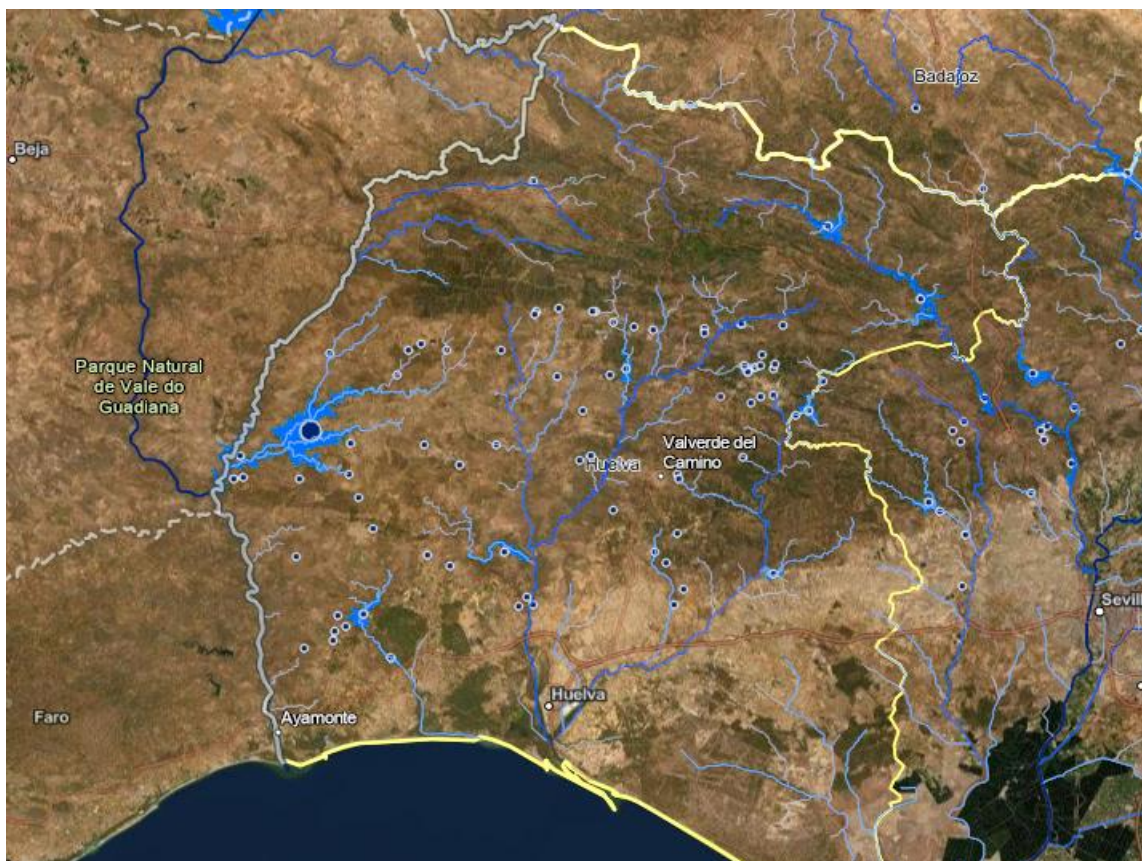 Badajoz
Beja
Parque Natural
de Vale do
Guadiana
Valverde del
Camino
Huelva
Sevill
Huelva
Faro
Ayamonte